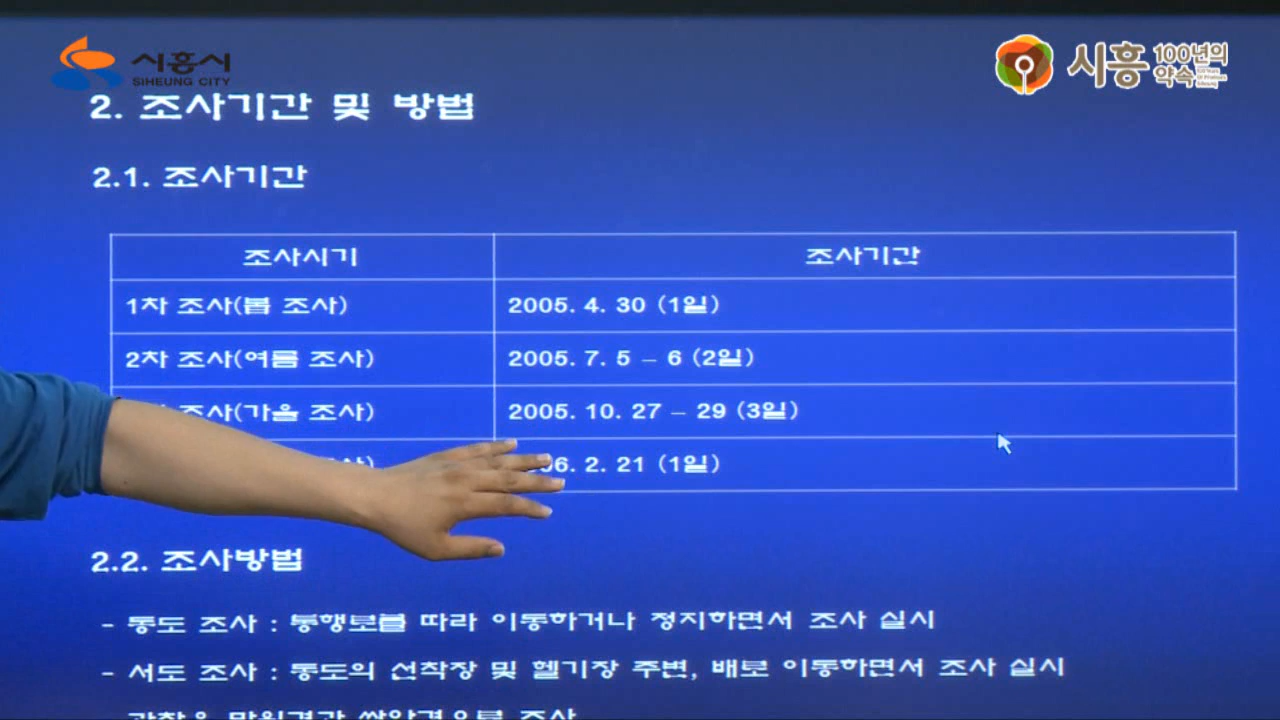 시흥시
SIHEUNG CITY
시흥 100년의 약속
2. 조사기간 및 방법
2.1. 조사기간
조사시기 조사기간
1차 조사(봄 조사) 2005. 4. 30 (1일)
2차 조사(여름 조사) 2005. 7. 5 – 6 (2일)
조사(가을 조사) 2005. 10. 27 – 29 (3일)
06. 2. 21 (1일)
2.2. 조사방법
- 동도 조사 : 통행로를 따라 이동하거나 정지하면서 조사 실시
- 서도 조사 : 동도의 선착장 및 헬기장 주변, 배로 이동하면서 조사 실시